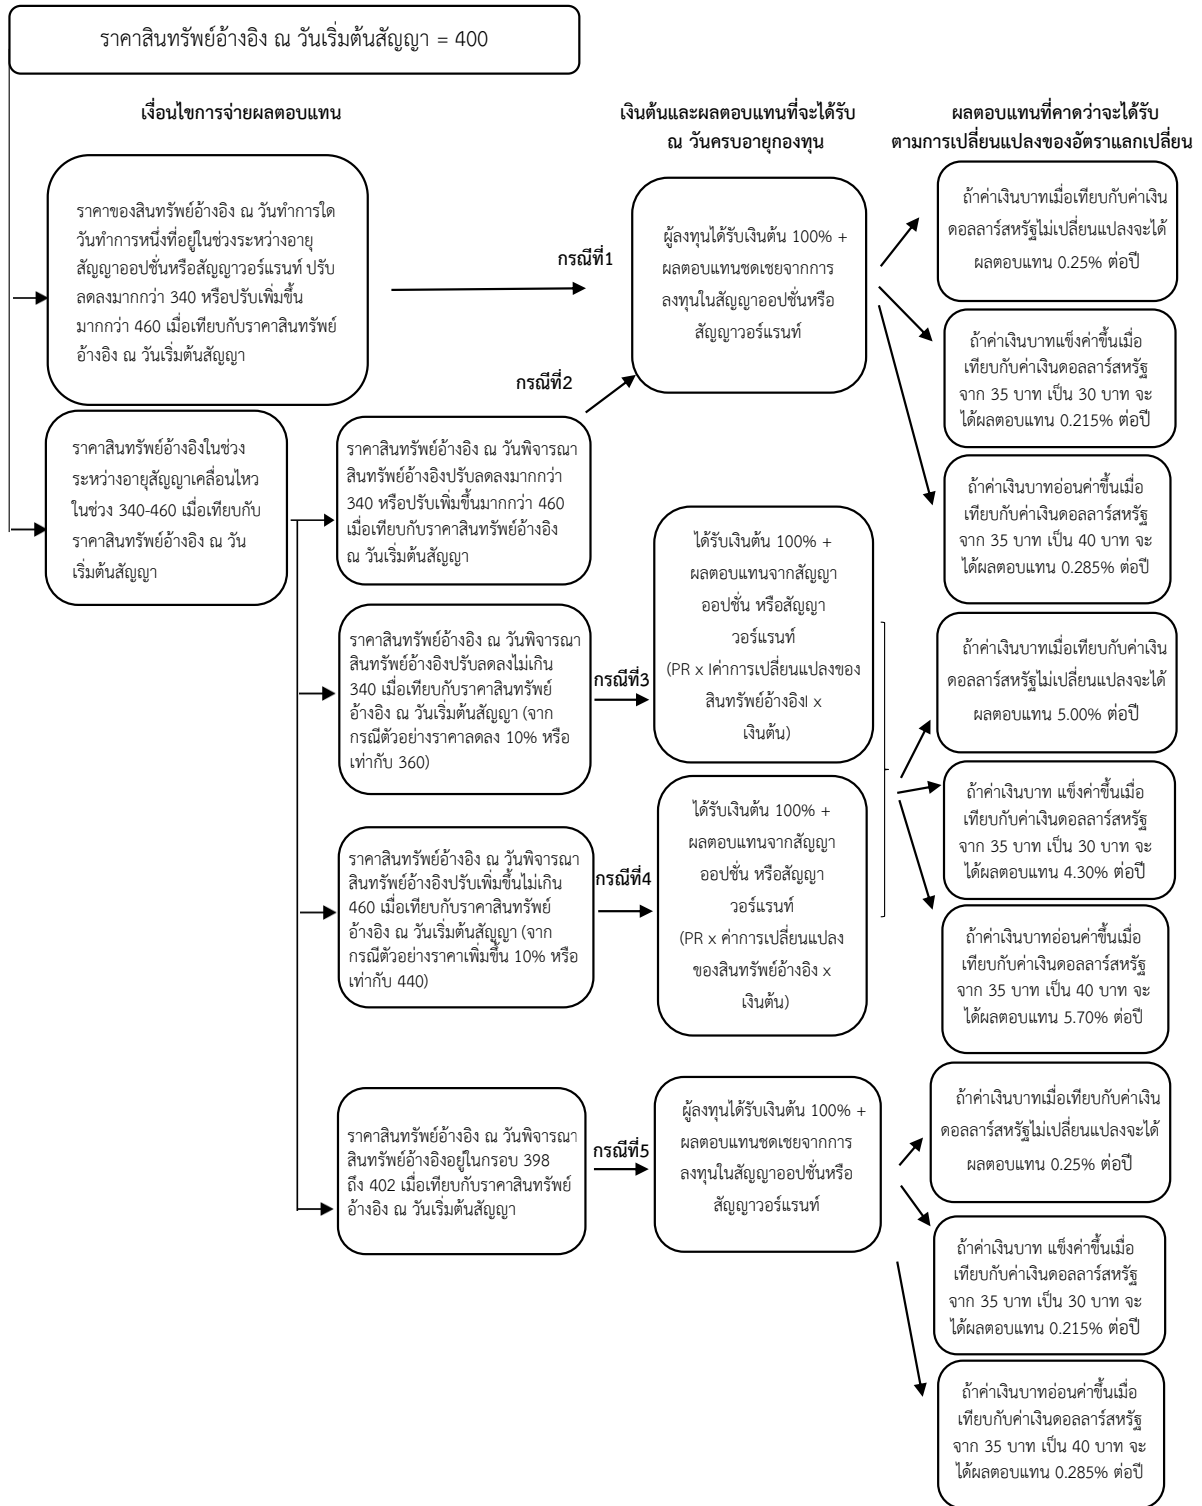 ราคาสินทรัพย์อ้างอิง ณ วันเริ่มต้นสัญญา = 400
เงื่อนไขการจ่ายผลตอบแทน
เงินต้นและผลตอบแทนที่จะได้รับ
ณ วันครบอายุกองทุน
ผลตอบแทนที่คาดว่าจะได้รับ
ตามการเปลี่ยนแปลงของอัตราแลกเปลี่ยน
ราคาของสินทรัพย์อ้างอิง ณ วันทำการใด
วันทำการหนึ่งที่อยู่ในช่วงระหว่างอายุ
สัญญาออปชั่นหรือสัญญาวอร์แรนท์ ปรับ
ลดลงมากกว่า 340 หรือปรับเพิ่มขึ้น
มากกว่า 460 เมื่อเทียบกับราคาสินทรัพย์
อ้างอิง ณ วันเริ่มต้นสัญญา
กรณีที่1
ผู้ลงทุนได้รับเงินต้น 100% +
ผลตอบแทนชดเชยจากการ
ลงทุนในสัญญาออปชั่นหรือ
สัญญาวอร์แรนท์
ถ้าค่าเงินบาทเมื่อเทียบกับค่าเงิน
ดอลลาร์สหรัฐไม่เปลี่ยนแปลงจะได้
ผลตอบแทน 0.25% ต่อปี
ถ้าค่าเงินบาทแข็งค่าขึ้นเมื่อ
เทียบกับค่าเงินดอลลาร์สหรัฐ
จาก 35 บาท เป็น 30 บาท จะ
ได้ผลตอบแทน 0.215% ต่อปี
ถ้าค่าเงินบาทอ่อนค่าขึ้นเมื่อ
เทียบกับค่าเงินดอลลาร์สหรัฐ
จาก 35 บาท เป็น 40 บาท จะ
ได้ผลตอบแทน 0.285% ต่อปี
ราคาสินทรัพย์อ้างอิงในช่วง
ระหว่างอายุสัญญาเคลื่อนไหว
ในช่วง 340-460 เมื่อเทียบกับ
ราคาสินทรัพย์อ้างอิง ณ วัน
เริ่มต้นสัญญา
กรณีที่2
ราคาสินทรัพย์อ้างอิง ณ วันพิจารณา
สินทรัพย์อ้างอิงปรับลดลงมากกว่า
340 หรือปรับเพิ่มขึ้นมากกว่า 460
เมื่อเทียบกับราคาสินทรัพย์อ้างอิง
ณ วันเริ่มต้นสัญญา
ราคาสินทรัพย์อ้างอิง ณ วันพิจารณา
สินทรัพย์อ้างอิงปรับลดลงไม่เกิน
340 เมื่อเทียบกับราคาสินทรัพย์
อ้างอิง ณ วันเริ่มต้นสัญญา (จาก
กรณีตัวอย่างราคาลดลง 10% หรือ
เท่ากับ 360)
กรณีที่3
ได้รับเงินต้น 100% +
ผลตอบแทนจากสัญญา
ออปชั่น หรือสัญญา
วอร์แรนท์
(PR x เค่าการเปลี่ยนแปลงของ
สินทรัพย์อ้างอิงl x
เงินต้น)
ถ้าค่าเงินบาทเมื่อเทียบกับค่าเงิน
ดอลลาร์สหรัฐไม่เปลี่ยนแปลงจะได้
ผลตอบแทน 5.00% ต่อปี
ราคาสินทรัพย์อ้างอิง ณ วันพิจารณา
สินทรัพย์อ้างอิงปรับเพิ่มขึ้นไม่เกิน
460 เมื่อเทียบกับราคาสินทรัพย์
อ้างอิง ณ วันเริ่มต้นสัญญา (จาก
กรณีตัวอย่างราคาเพิ่มขึ้น 10% หรือ
เท่ากับ 440)
กรณีที่4
ได้รับเงินต้น 100% +
ผลตอบแทนจากสัญญา
ออปชั่น หรือสัญญา
วอร์แรนท์
(PR x ค่าการเปลี่ยนแปลง
ของสินทรัพย์อ้างอิง x
เงินต้น)
ถ้าค่าเงินบาท แข็งค่าขึ้นเมื่อ
เทียบกับค่าเงินดอลลาร์สหรัฐ
จาก 35 บาท เป็น 30 บาท จะ
ได้ผลตอบแทน 4.30% ต่อปี
ถ้าค่าเงินบาทอ่อนค่าขึ้นเมื่อ
เทียบกับค่าเงินดอลลาร์สหรัฐ
จาก 35 บาท เป็น 40 บาท จะ
ได้ผลตอบแทน 5.70% ต่อปี
ราคาสินทรัพย์อ้างอิง ณ วันพิจารณา
สินทรัพย์อ้างอิงอยู่ในกรอบ 398
ถึง 402 เมื่อเทียบกับราคาสินทรัพย์
อ้างอิง ณ วันเริ่มต้นสัญญา
กรณีที่5
ผู้ลงทุนได้รับเงินต้น 100% +
ผลตอบแทนชดเชยจากการ
ลงทุนในสัญญาออปชั่นหรือ
สัญญาวอร์แรนท์
ถ้าค่าเงินบาทเมื่อเทียบกับค่าเงิน
ดอลลาร์สหรัฐไม่เปลี่ยนแปลงจะได้
ผลตอบแทน 0.25% ต่อปี
ถ้าค่าเงินบาท แข็งค่าขึ้นเมื่อ
เทียบกับค่าเงินดอลลาร์สหรัฐ
จาก 35 บาท เป็น 30 บาท จะ
ได้ผลตอบแทน 0.215% ต่อปี
ถ้าค่าเงินบาทอ่อนค่าขึ้นเมื่อ
เทียบกับค่าเงินดอลลาร์สหรัฐ
จาก 35 บาท เป็น 40 บาท จะ
ได้ผลตอบแทน 0.285% ต่อปี